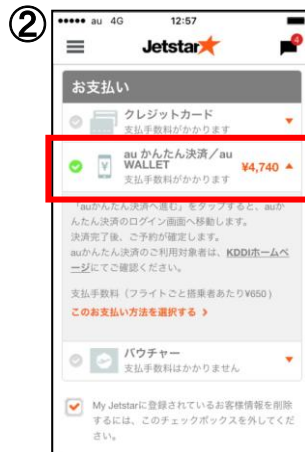 ②
au 4G 12:57
Jetstar 4
お支払い
クレジットカード
支払手数料がかかります
au かんたん決済/au
WALLET ¥4,740
支払手数料がかかります
「auかんたん決済へ進む」をタップすると、auか
んたん決済のログイン画面へ移動します。
決済完了後、ご予約が確定します。
auかんたん決済のご利用対象者は、KDDIホームペ
ージにてご確認ください。
支払手数料(フライトごと搭乗者あたり¥650)
このお支払い方法を選択する >
バウチャー
支払手数料はかかりません
My Jetstarに登録されているお客様情報を削除
するには、このチェックボックスを外してくだ
さい。